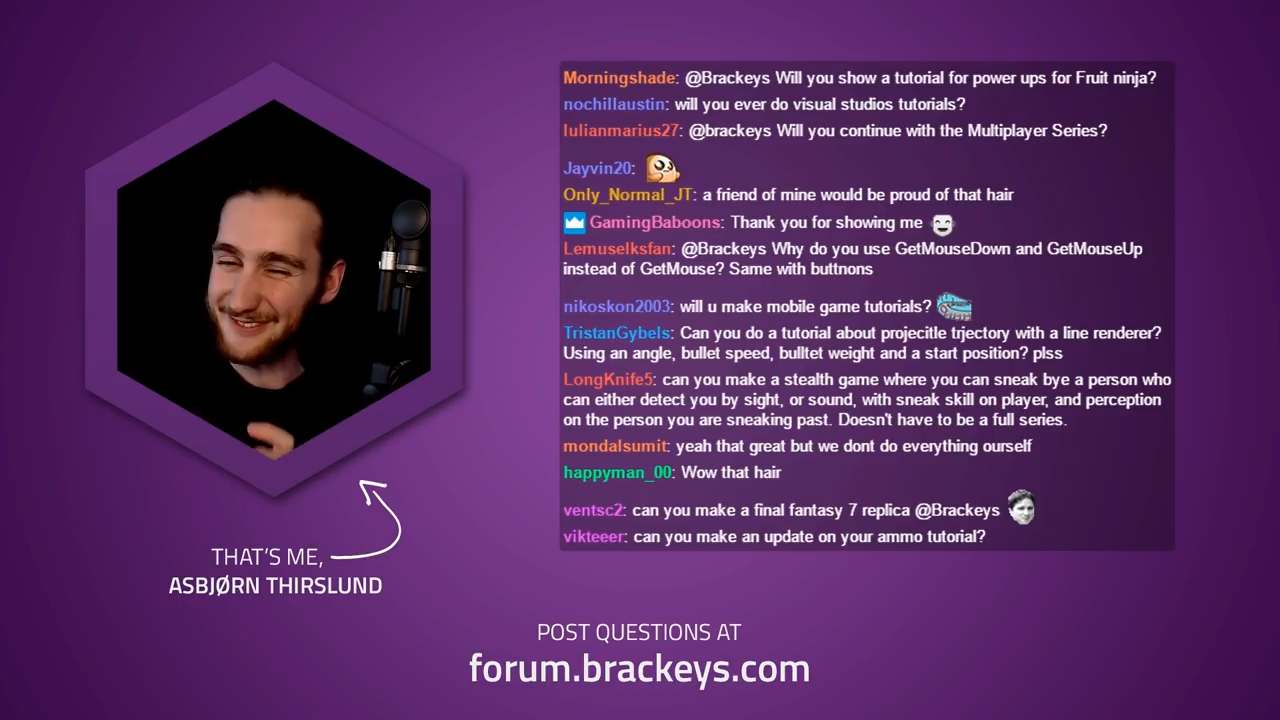 Morningshade: @Brackeys Will you show a tutorial for power ups for Fruit ninja?
nochillaustin: will you ever do visual studios tutorials?
Iulianmarius27: @brackeys Will you continue with the Multiplayer Series?
Jayvin20:
Only_Normal_JT: a friend of mine would be proud of that hair
GamingBaboons: Thank you for showing me
Lemuselksfan: @Brackeys Why do you use GetMouseDown and GetMouseUp
instead of GetMouse? Same with buttnons
nikoskon2003: will u make mobile game tutorials?
TristanGybels: Can you do a tutorial about projecitle trjectory with a line renderer?
Using an angle, bullet speed, bulltet weight and a start position? plss
LongKnife5: can you make a stealth game where you can sneak bye a person who
can either detect you by sight, or sound, with sneak skill on player, and perception
on the person you are sneaking past. Doesn't have to be a full series.
mondalsumit: yeah that great but we dont do everything ourself
happyman_00: Wow that hair
ventsc2: can you make a final fantasy 7 replica @Brackeys
vikteeer: can you make an update on your ammo tutorial?
THAT'S ME,
ASBJØRN THIRSLUND
POST QUESTIONS AT
forum.brackeys.com